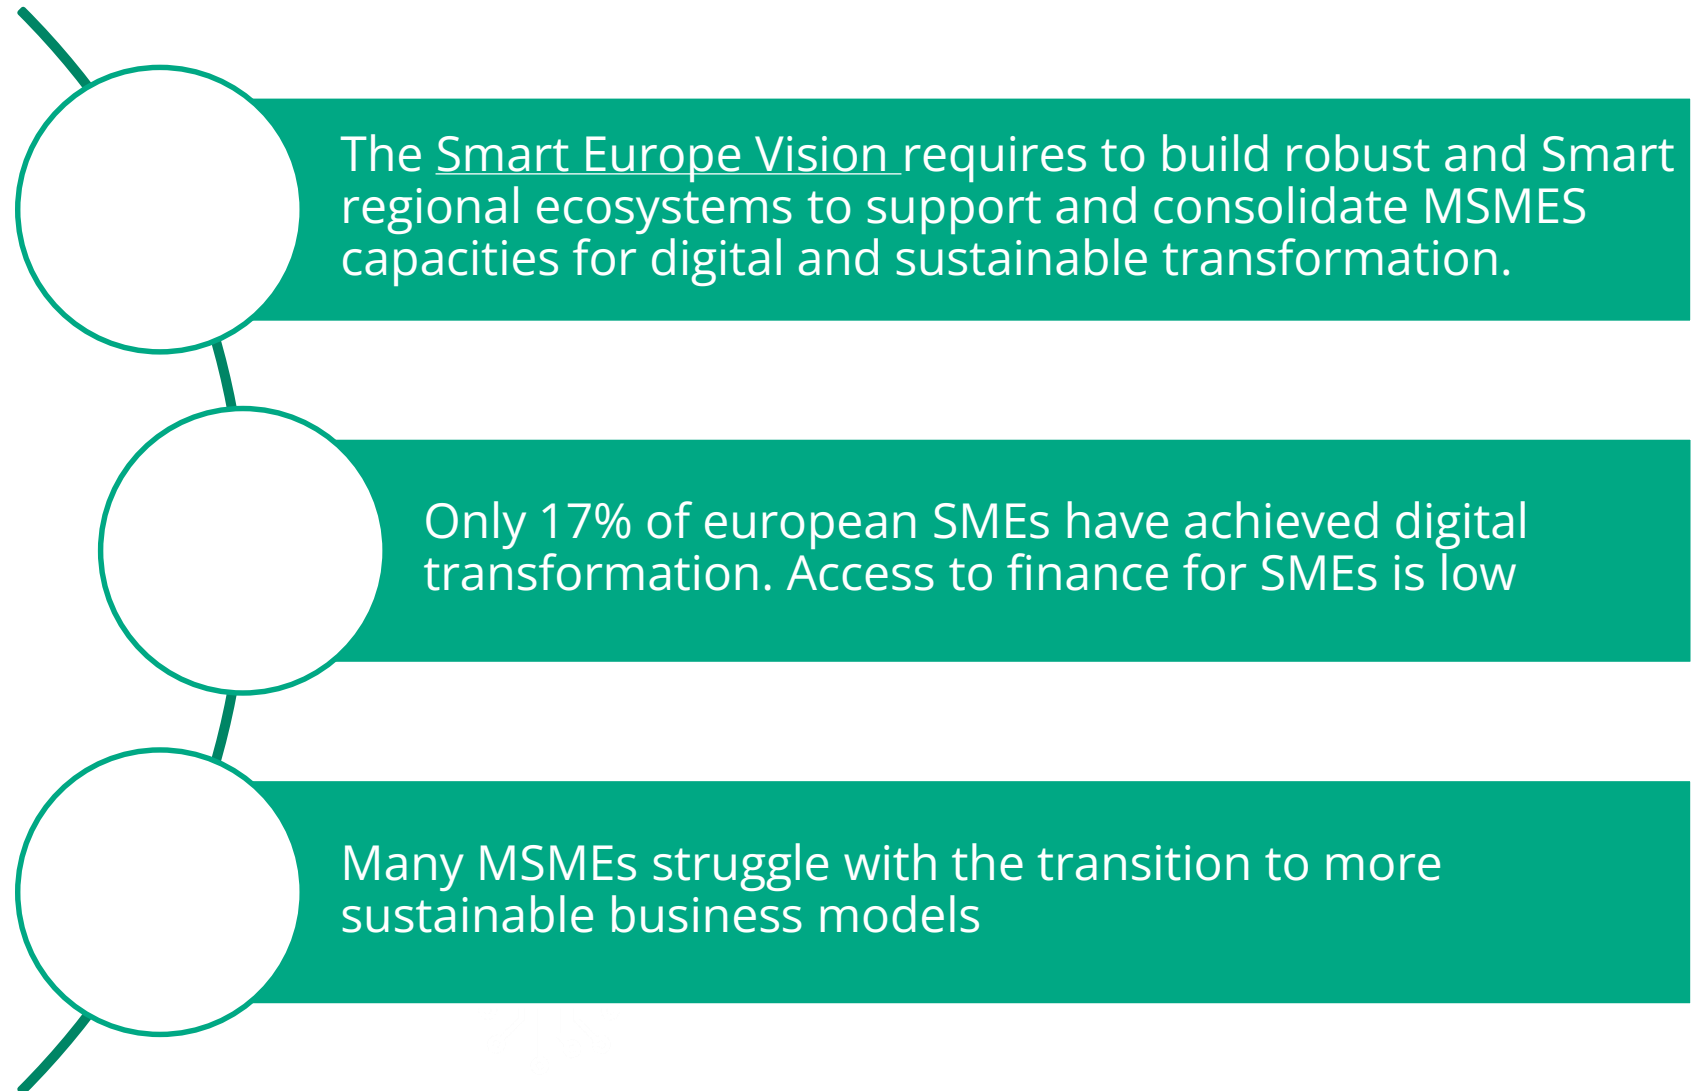 The Smart Europe Vision requires to build robust and Smart
regional ecosystems to support and consolidate MSMES
capacities for digital and sustainable transformation.
Only 17% of european SMEs have achieved digital
transformation. Access to finance for SMEs is low
Many MSMEs struggle with the transition to more
sustainable business models